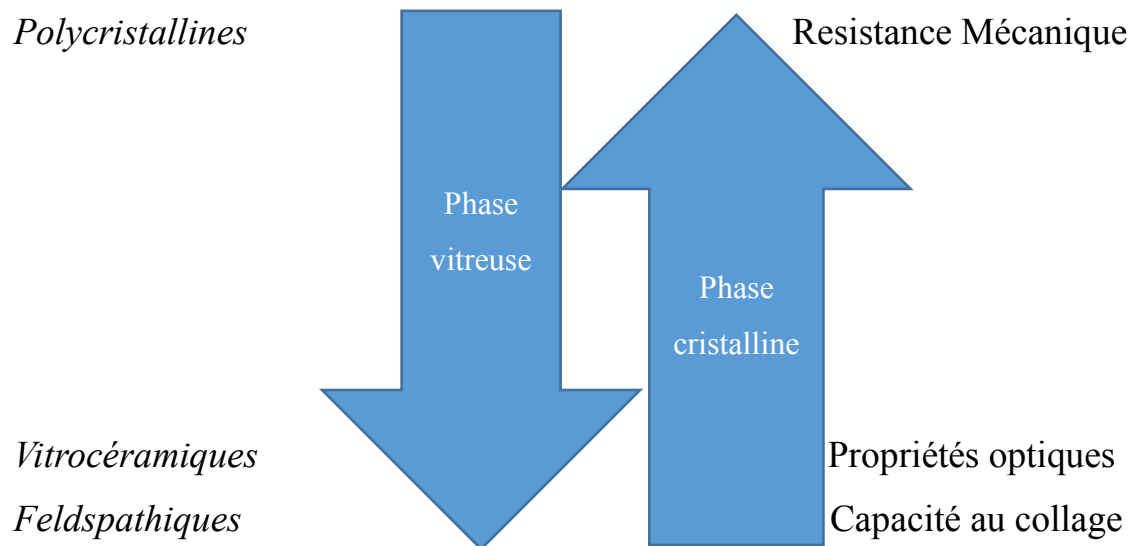 Polycristallines
Resistance Mécanique
Phase
vitreuse
Phase
cristalline
Vitrocéramiques
Propriétés optiques
Feldspathiques
Capacité au collage